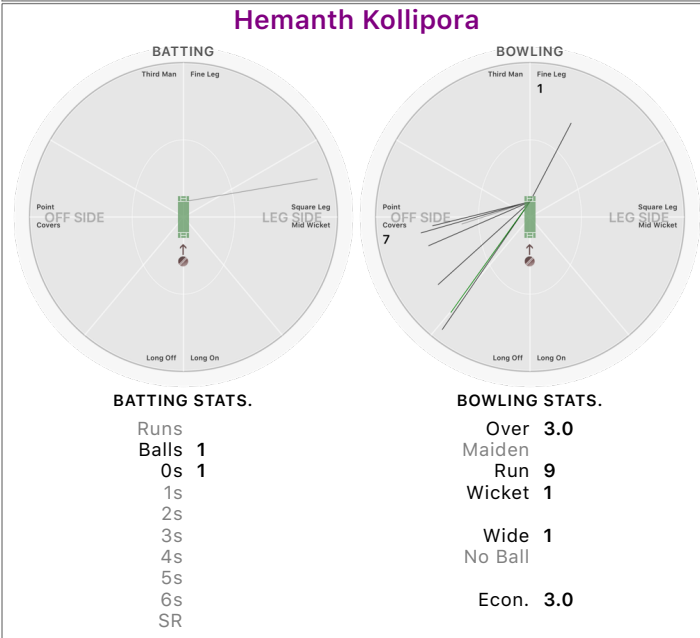 Hemanth Kollipora
BATTING
Third Man Fine Leg
Point
OFF SIDE
Covers
Square Leg
LEG SIDE
Mid Wicket
Long Off Long On
BATTING STATS.
Runs
Balls 1
0s 1
1s
2s
3s
4s
5s
6s
SR
BOWLING
Third Man Fine Leg
1
Point
OFF SIDE
Covers
7
Square Leg
LEG SIDE
Mid Wicket
Long Off Long On
BOWLING STATS.
Over 3.0
Maiden
Run 9
Wicket 1
Wide 1
No Ball
Econ. 3.0